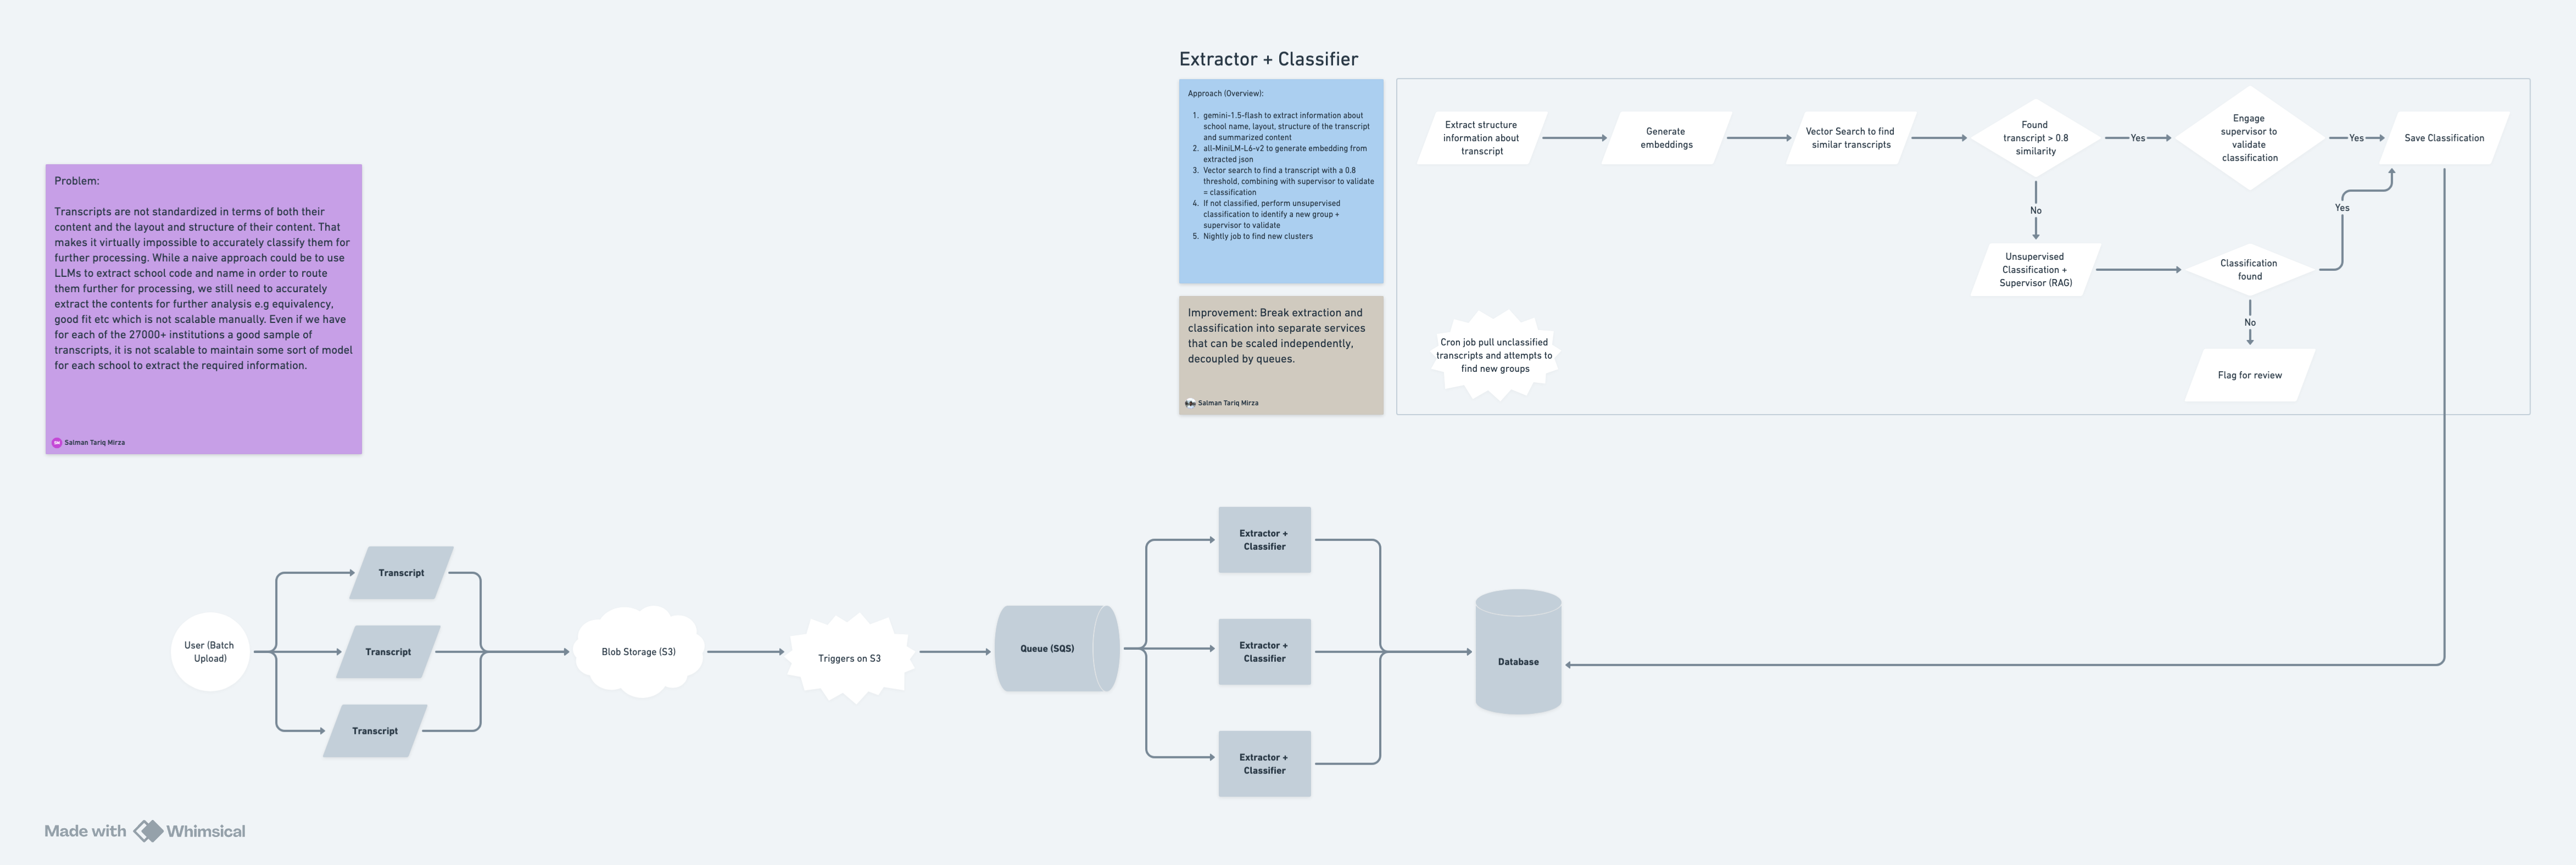 Extractor + Classifier
Approach (Overview):
1. gemini-1.5-flash to extract information about
school name, layout, structure of the transcript
and summarized content
2. all-MiniLM-L6-v2 to generate embedding from
extracted json
3. Vector search to find a transcript with a 0.8
threshold, combining with supervisor to validate
= classification
4. If not classified, perform unsupervised
classification to identify a new group +
supervisor to validate
5. Nightly job to find new clusters
Improvement: Break extraction and
classification into separate services
that can be scaled independently,
decoupled by queues.
Salman Tariq Mirza
Extract structure
information about
transcript
Generate
embeddings
Vector Search to find
similar transcripts
Found
transcript > 0.8
similarity
Yes
Engage
supervisor to
validate
classification
Yes
Save Classification
No
Yes
Unsupervised
Classification +
Supervisor (RAG)
Classification
found
No
Flag for review
Cron job pull unclassified
transcripts and attempts to
find new groups
Problem:
Transcripts are not standardized in terms of both their
content and the layout and structure of their content. That
makes it virtually impossible to accurately classify them for
further processing. While a naive approach could be to use
LLMs to extract school code and name in order to route
them further for processing, we still need to accurately
extract the contents for further analysis e.g equivalency,
good fit etc which is not scalable manually. Even if we have
for each of the 27000+ institutions a good sample of
transcripts, it is not scalable to maintain some sort of model
for each school to extract the required information.
Salman Tariq Mirza
User (Batch
Upload)
Transcript
Transcript
Transcript
Blob Storage (S3)
Triggers on S3
Queue (SQS)
Extractor +
Classifier
Extractor +
Classifier
Extractor +
Classifier
Database
Made with Whimsical